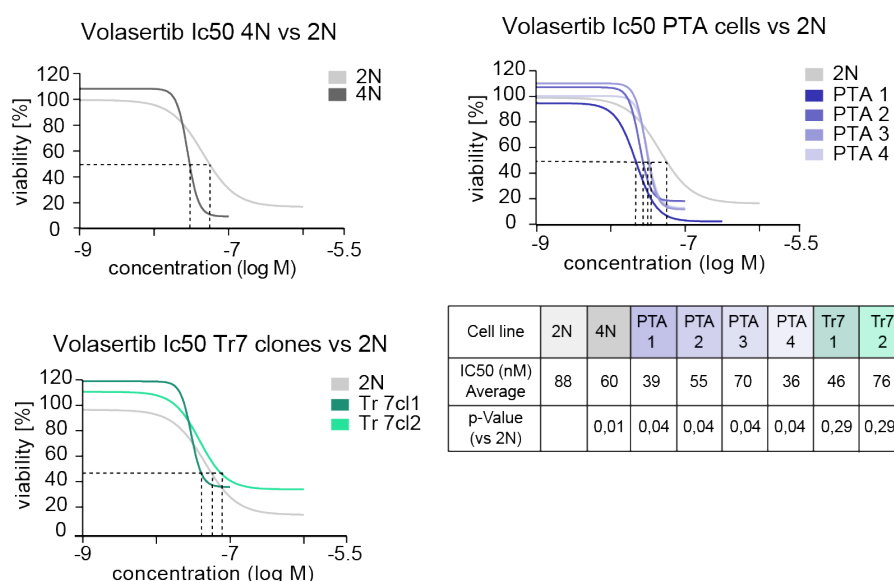 Volasertib Ic50 4N vs 2N
120
100
80
60
40
20
0
viability [%]
-9
-7
-5.5
concentration (log M)
2N
4N
Volasertib Ic50 PTA cells vs 2N
120
100
80
60
40
20
0
viability [%]
-9
-7
-5.5
concentration (log M)
2N
PTA 1
PTA 2
PTA 3
PTA 4
Volasertib Ic50 Tr7 clones vs 2N
120
100
80
60
40
20
0
viability [%]
-9
-7
-5.5
concentration (log M)
2N
Tr 7cl1
Tr 7cl2
Cell line 2N 4N PTA 1 PTA 2 PTA 3 PTA 4 Tr7 1 Tr7 2
IC50 (nM) Average 88 60 39 55 70 36 46 76
p-Value (vs 2N) 0,01 0,04 0,04 0,04 0,04 0,29 0,29